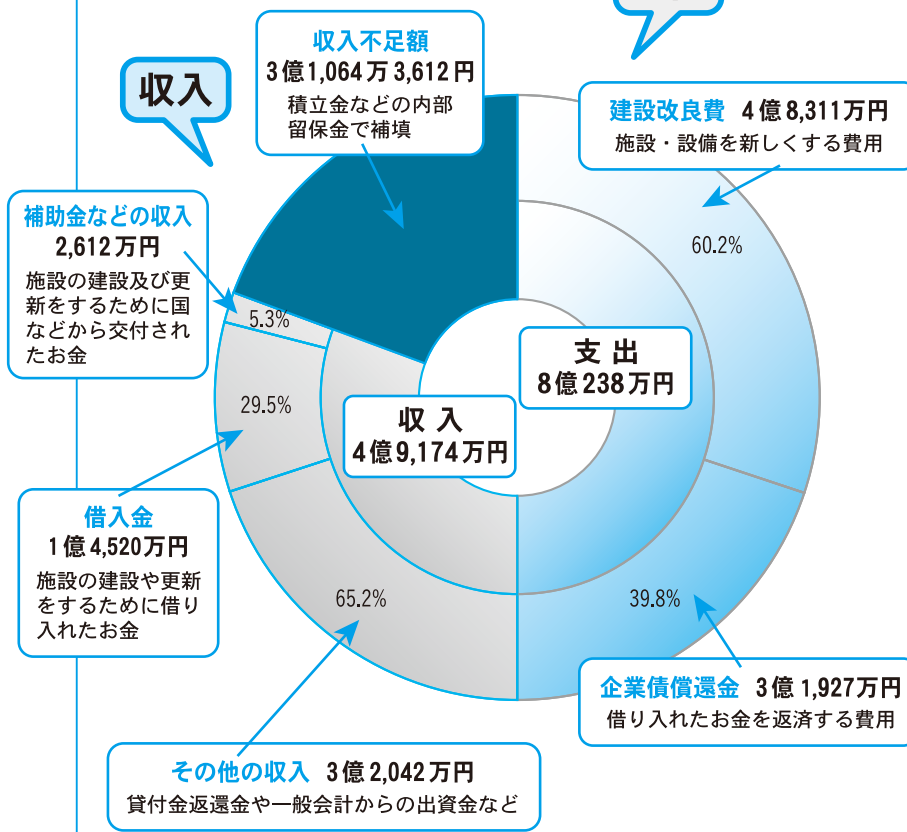 収入
収入不足額
3億1,064万3,612円
積立金などの内部
留保金で補填
建設改良費 4億8,311万円
施設・設備を新しくする費用
補助金などの収入
2,612万円
施設の建設及び更
新をするために国
などから交付され
たお金
60.2%
5.3%
支出
8億238万円
29.5%
収入
4億9,174万円
借入金
1億4,520万円
施設の建設や更新
をするために借り
入れたお金
65.2%
39.8%
企業債償還金 3億1,927万円
借り入れたお金を返済する費用
その他の収入 3億2,042万円
貸付金返還金や一般会計からの出資金など